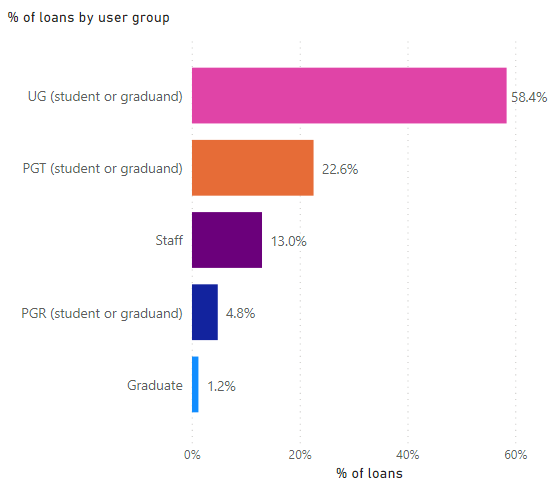 % of loans by user group
UG (student or graduand)
58.4%
PGT (student or graduand)
22.6%
Staff
13.0%
PGR (student or graduand)
4.8%
Graduate
1.2%
0%
20%
40%
60%
% of loans